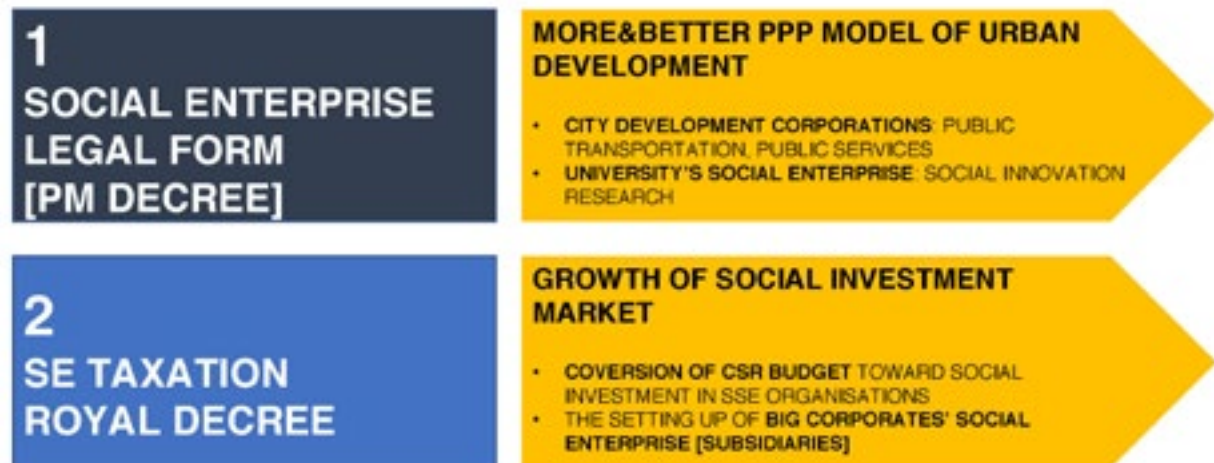 1
SOCIAL ENTERPRISE
LEGAL FORM
[PM DECREE]
MORE&BETTER PPP MODEL OF URBAN
DEVELOPMENT
• CITY DEVELOPMENT CORPORATIONS: PUBLIC
TRANSPORTATION, PUBLIC SERVICES
• UNIVERSITY'S SOCIAL ENTERPRISE: SOCIAL INNOVATION
RESEARCH
2
SE TAXATION
ROYAL DECREE
GROWTH OF SOCIAL INVESTMENT
MARKET
• COVERSION OF CSR BUDGET TOWARD SOCIAL
INVESTMENT IN SSE ORGANISATIONS
• THE SETTING UP OF BIG CORPORATES' SOCIAL
ENTERPRISE [SUBSIDIARIES]